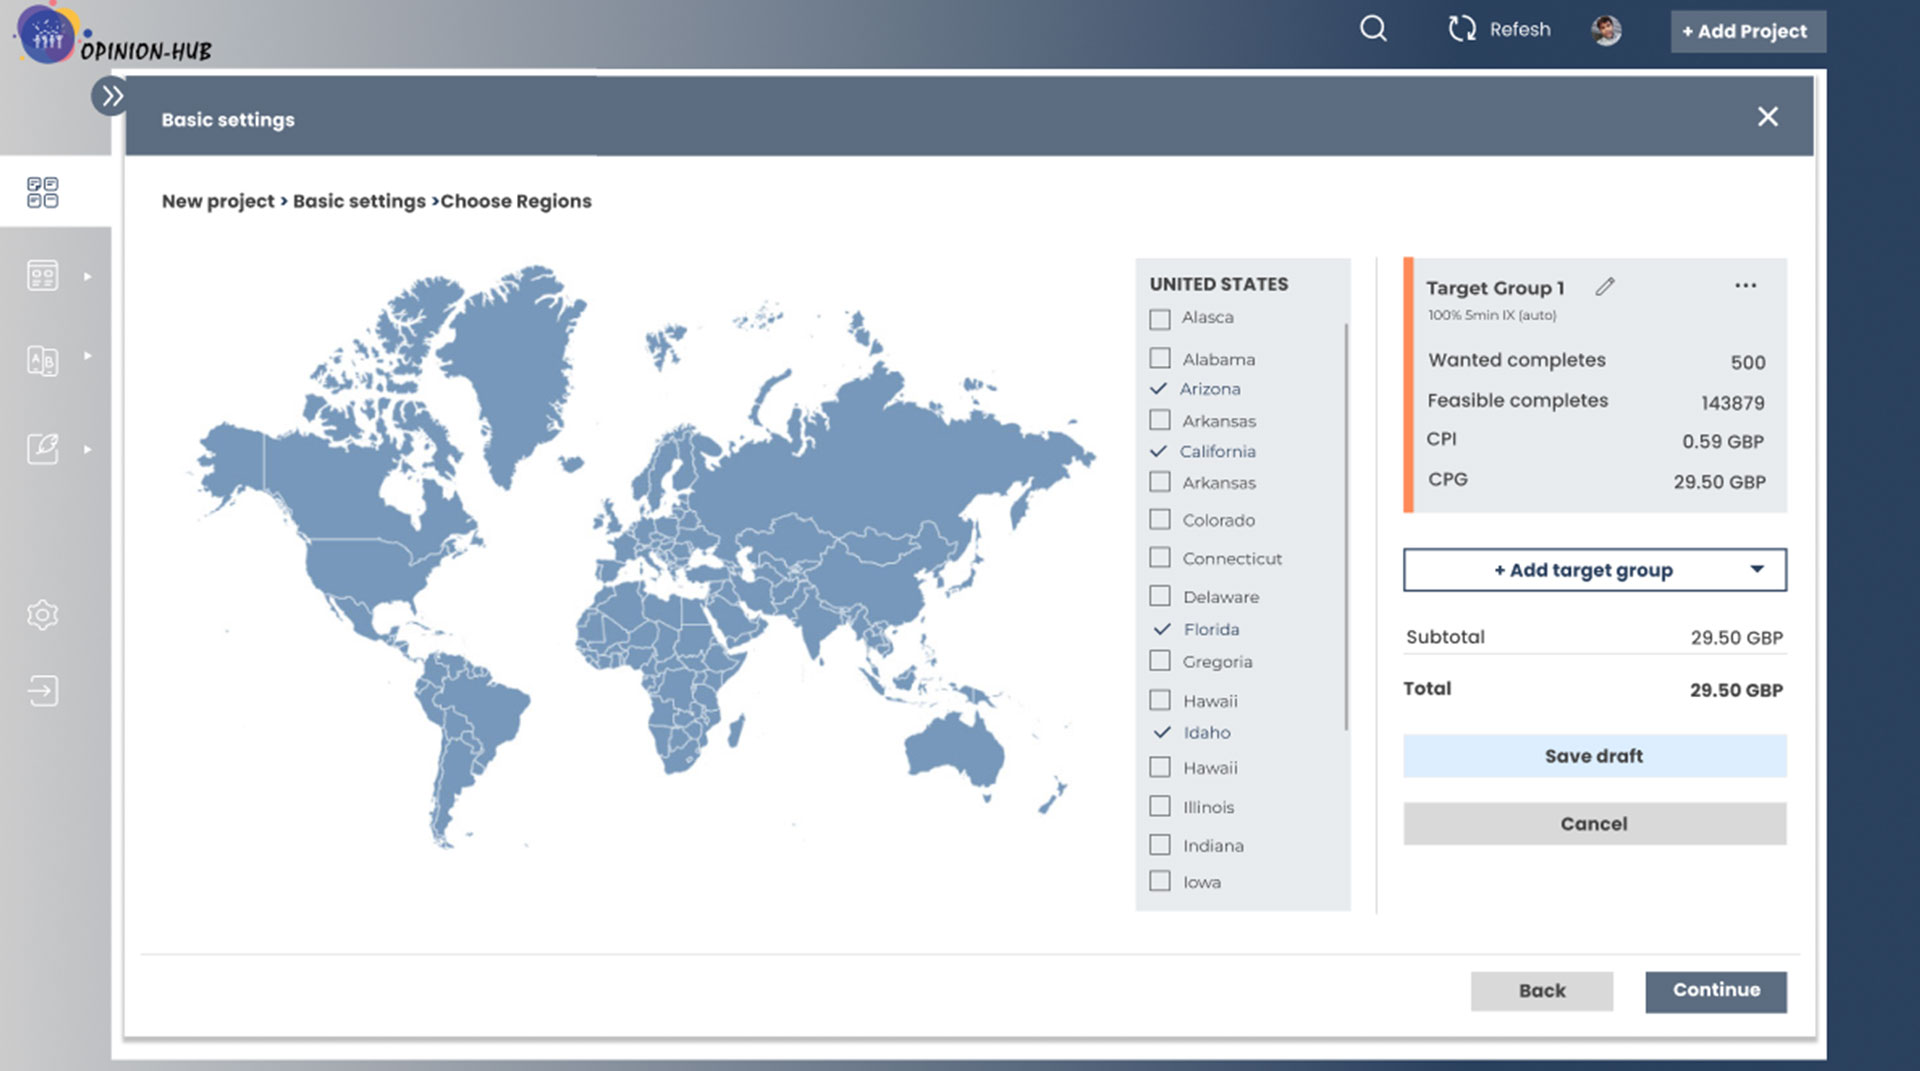 OPINION-HUB
Refesh
+ Add Project
Basic settings
New project > Basic settings >Choose Regions
UNITED STATES
Alasca
Alabama
Arizona
Arkansas
California
Arkansas
Colorado
Connecticut
Delaware
Florida
Gregoria
Hawaii
Idaho
Hawaii
Illinois
Indiana
Iowa
Target Group 1
100% 5min IX (auto)
Wanted completes 500
Feasible completes 143879
CPI 0.59 GBP
CPG 29.50 GBP
+ Add target group
Subtotal 29.50 GBP
Total 29.50 GBP
Save draft
Cancel
Back
Continue
A B